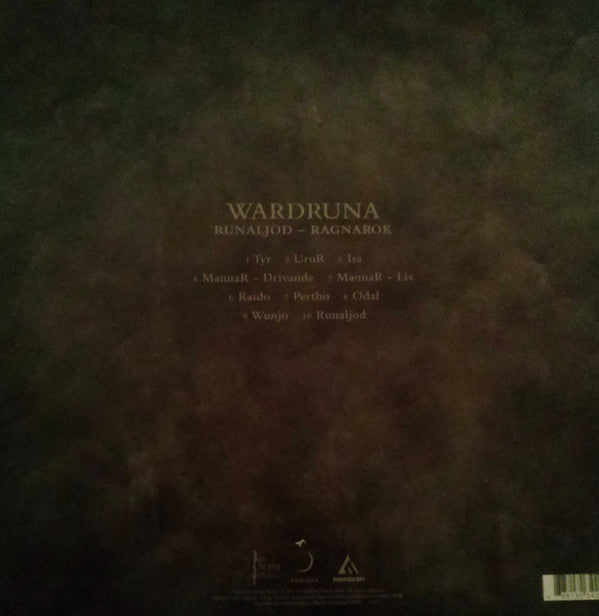 WARDRUNA
RUNALJOD – RAGNAROK
1 Tyr 2 UruR 3 Isa
4 MannaR - Drivande 5 MannaR - Liv
6 Raido 7 Pertho 8 Odal
9 Wunjo 10 Runaljod
membran